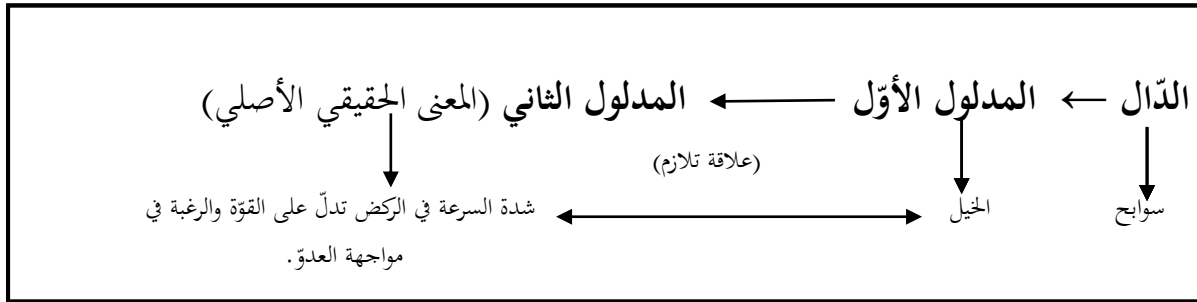 الدّال ← المدلول الأوّل ← المدلول الثاني (المعنى الحقيقي الأصلي)
(علاقة تلازم)
سوابح الخيل شدة السرعة في الركض تدلّ على القوّة والرغبة في
مواجهة العدوّ.